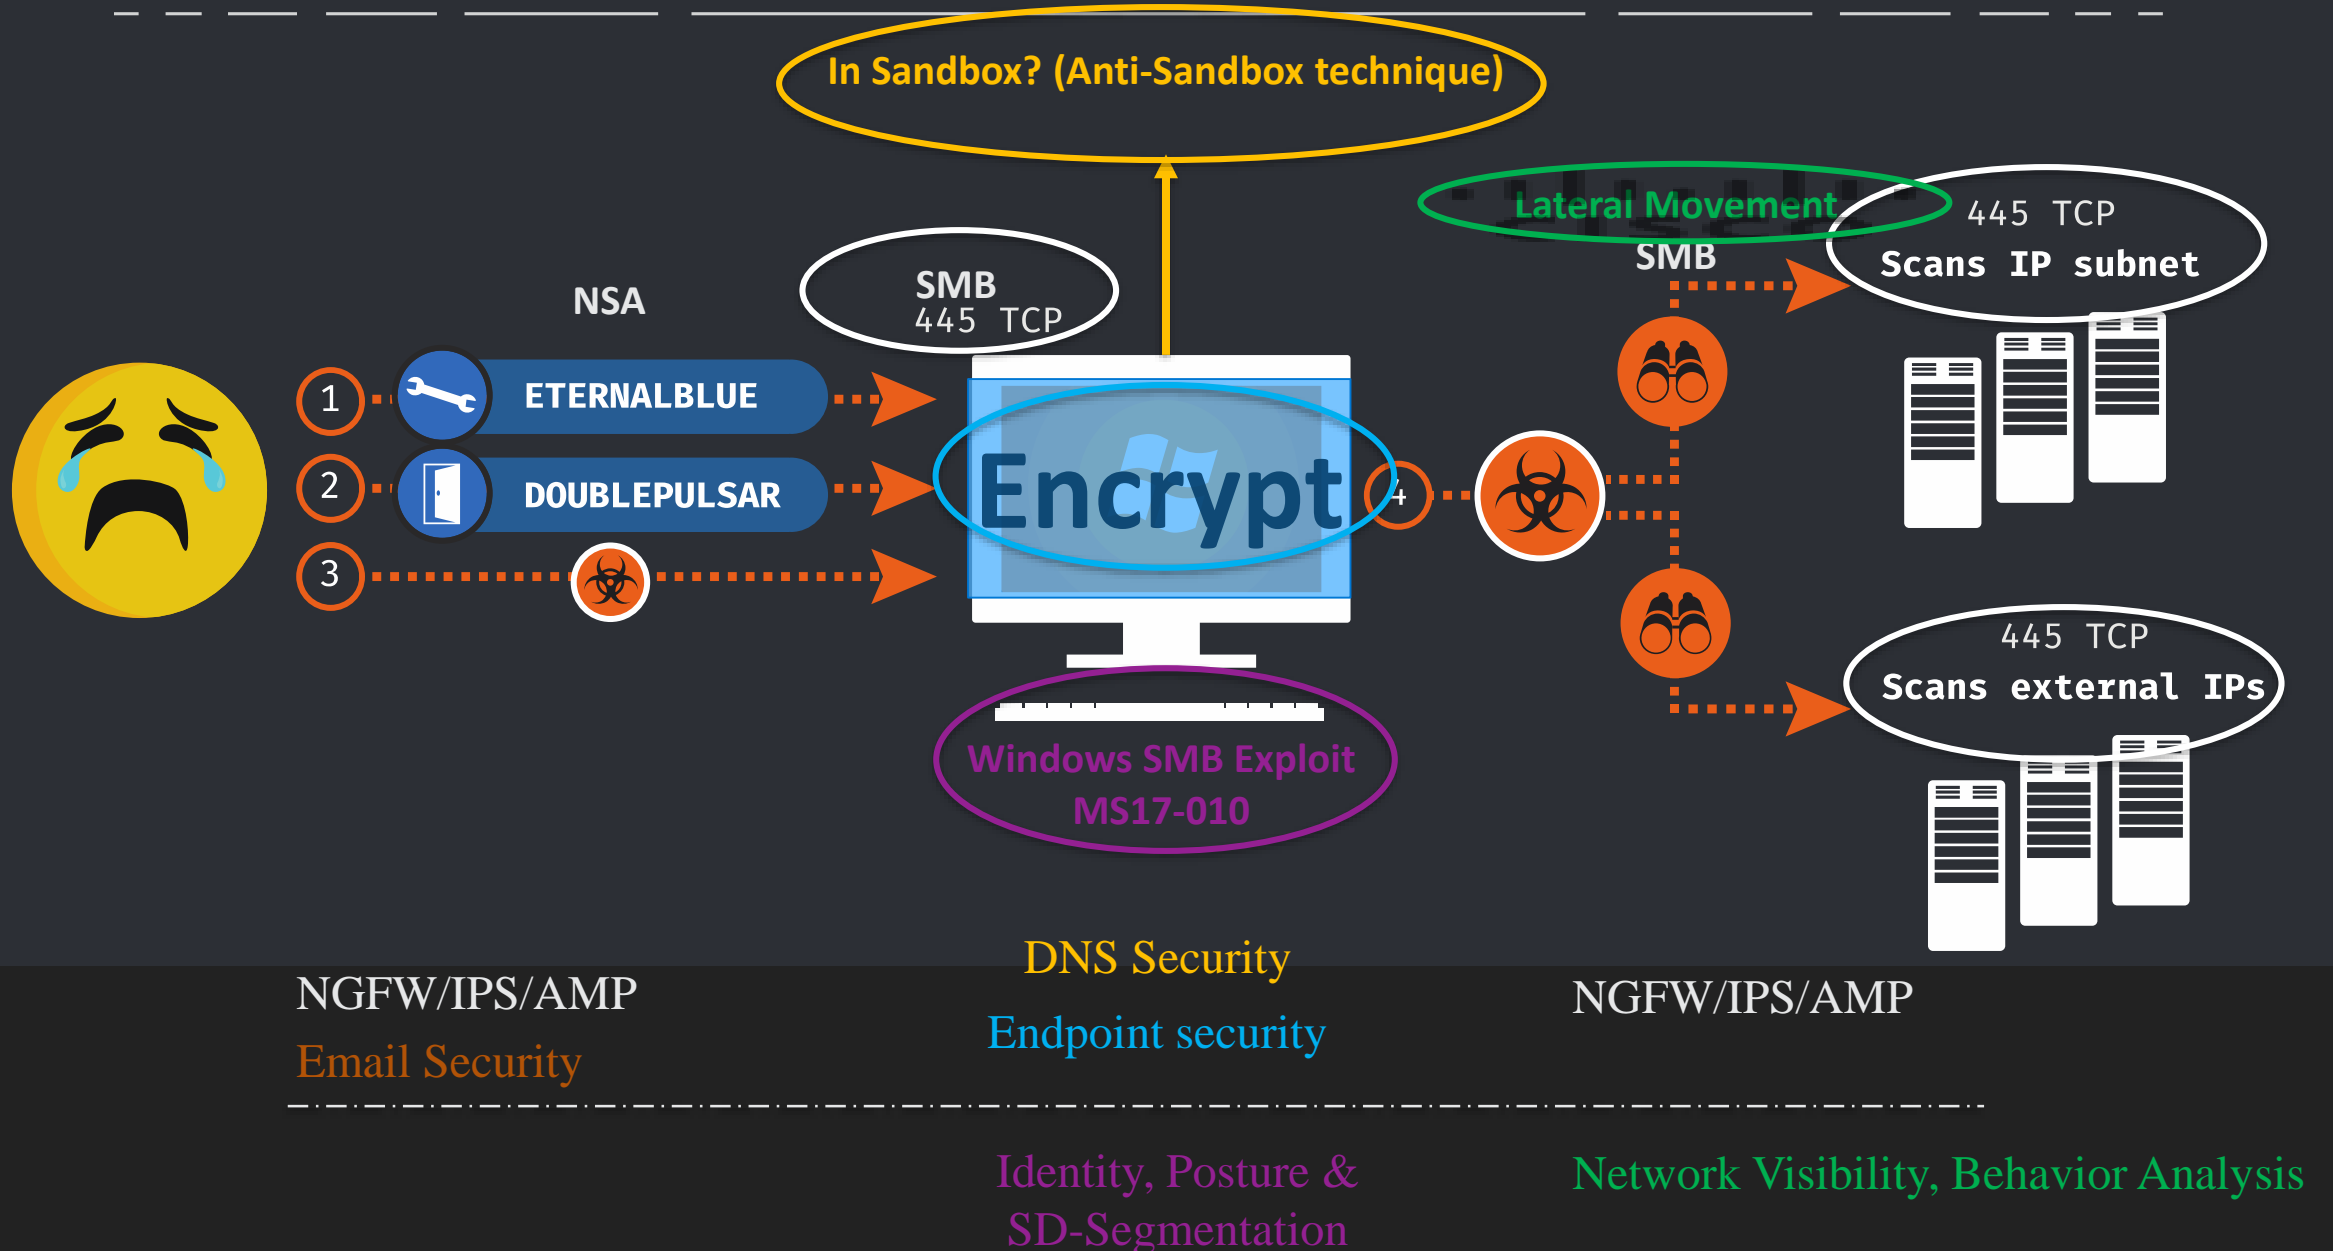 In Sandbox? (Anti-Sandbox technique)
Lateral Movement
445 TCP
Scans IP subnet
SMB
NSA
SMB
445 TCP
1
ETERNALBLUE
2
DOUBLEPULSAR
3
Encrypt
4
445 TCP
Scans external IPs
Windows SMB Exploit
MS17-010
NGFW/IPS/AMP
Email Security
DNS Security
Endpoint security
NGFW/IPS/AMP
Identity, Posture &
SD-Segmentation
Network Visibility, Behavior Analysis